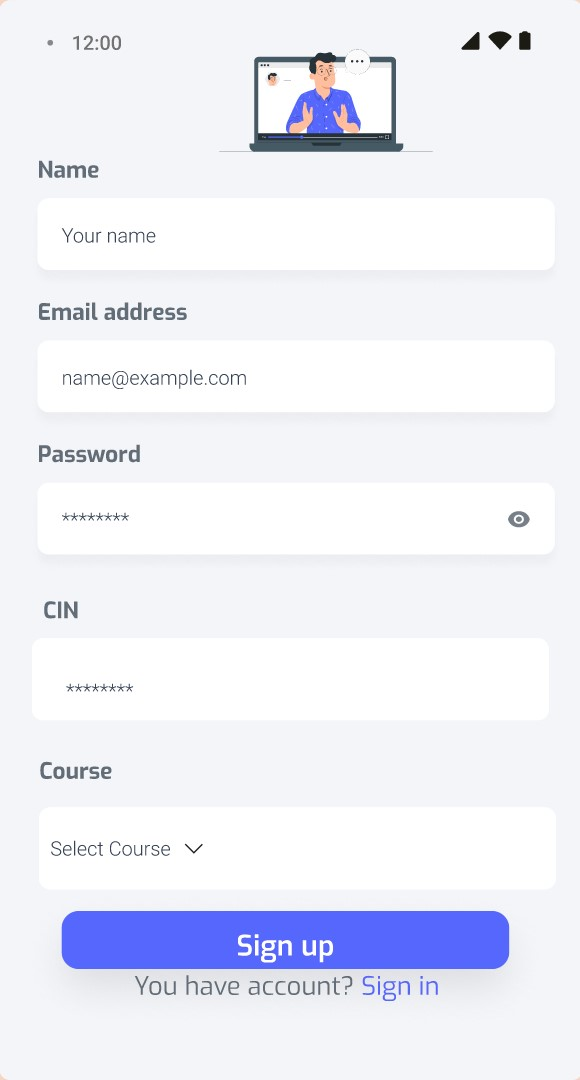 12:00
Name
Your name
Email address
name@example.com
Password
********
CIN
********
Course
Select Course
Sign up
You have account? Sign in